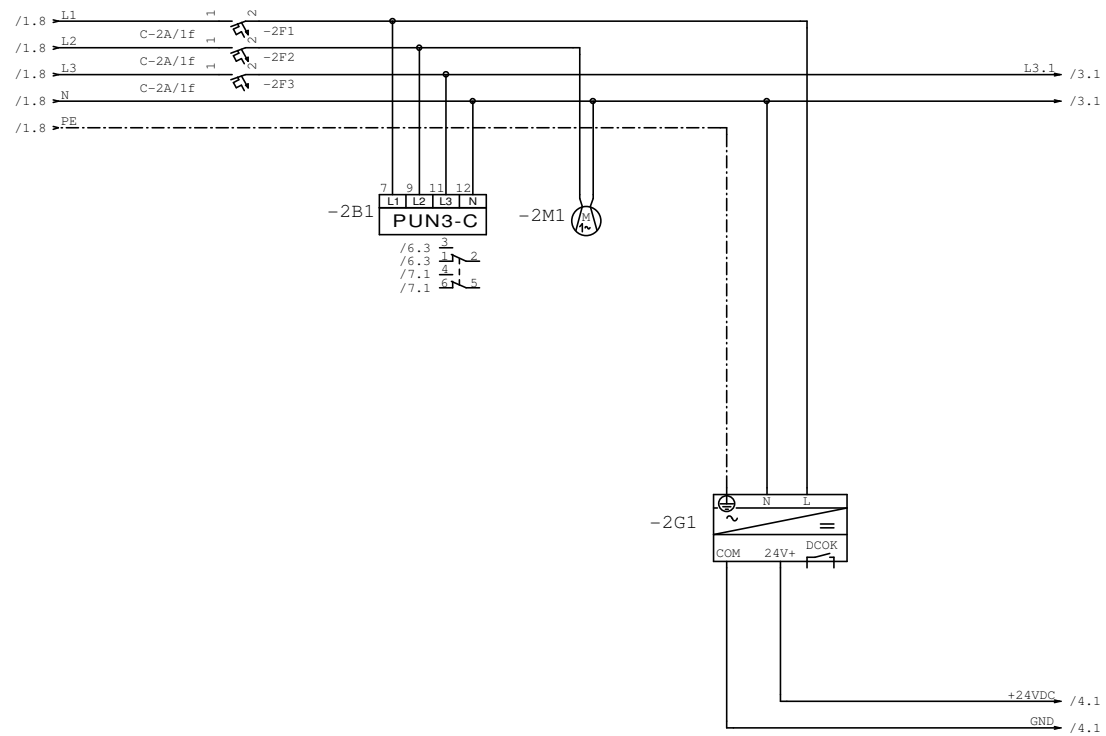 /1.8 L1 1 2
C-2A/1f -2F1
/1.8 L2 1 2
C-2A/1f -2F2
/1.8 L3 1 2 L3.1 /3.1
C-2A/1f -2F3
/1.8 N /3.1
/1.8 PE
7 9 11 12
L1 L2 L3 N
-2B1 PUN3-C -2M1 M
1~
/6.3 3
/6.3 1 2
/7.1 4
/7.1 6 5
N L
-2G1
COM 24V+ DCOK
+24VDC /4.1
GND /4.1